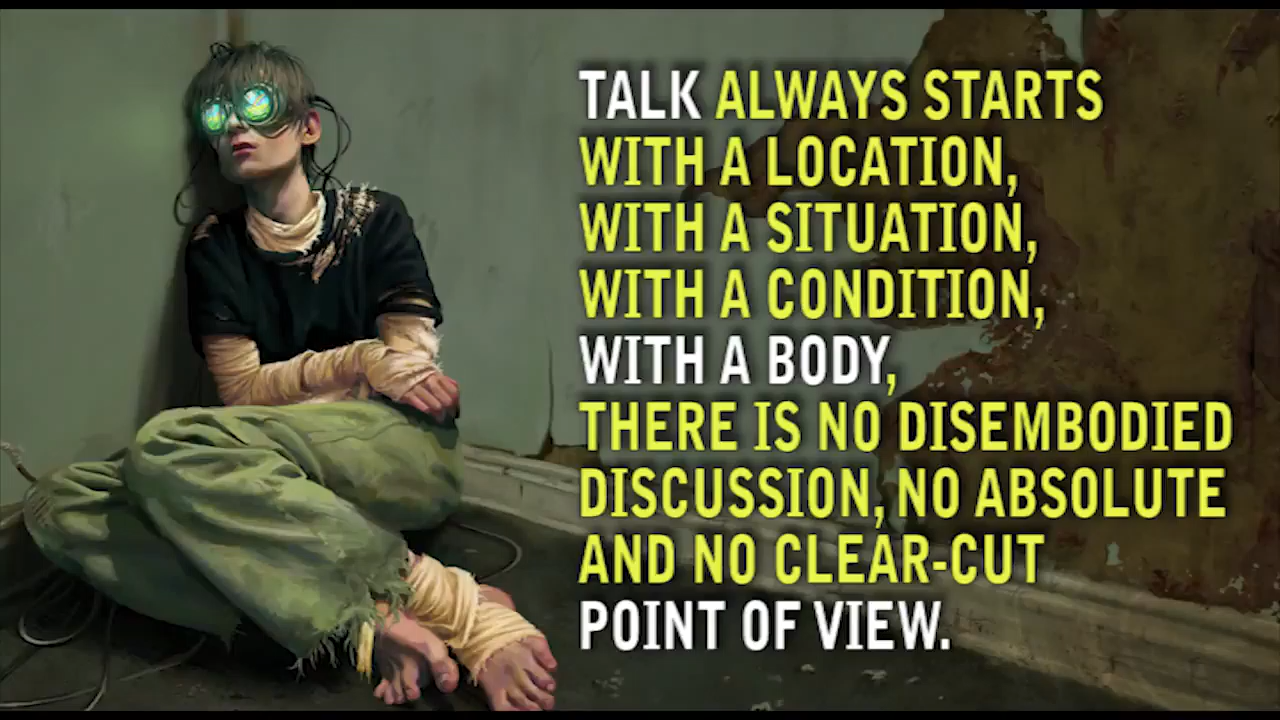 TALK ALWAYS STARTS
WITH A LOCATION,
WITH A SITUATION,
WITH A CONDITION,
WITH A BODY,
THERE IS NO DISEMBODIED
DISCUSSION, NO ABSOLUTE
AND NO CLEAR-CUT
POINT OF VIEW.